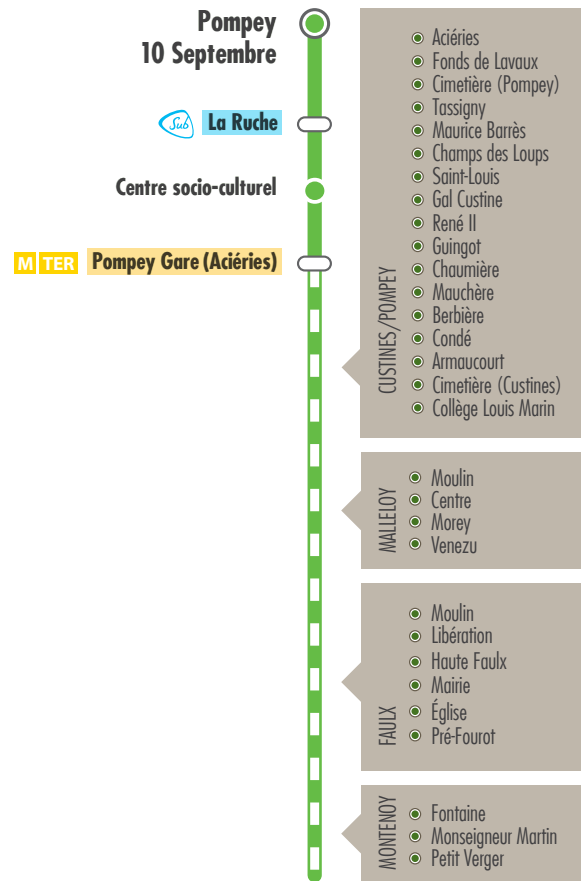 Pompey
10 Septembre
Sub La Ruche
Centre socio-culturel
M TER Pompey Gare (Aciéries)
CUSTINES/POMPEY
Aciéries
Fonds de Lavaux
Cimetière (Pompey)
Tassigny
Maurice Barrès
Champs des Loups
Saint-Louis
Gal Custine
René II
Guingot
Chaumière
Mauchère
Berbière
Condé
Armaucourt
Cimetière (Custines)
Collège Louis Marin
MALLELOY
Moulin
Centre
Morey
Venezu
FAULX
Moulin
Libération
Haute Faulx
Mairie
Église
Pré-Fourot
MONTENOY
Fontaine
Monseigneur Martin
Petit Verger